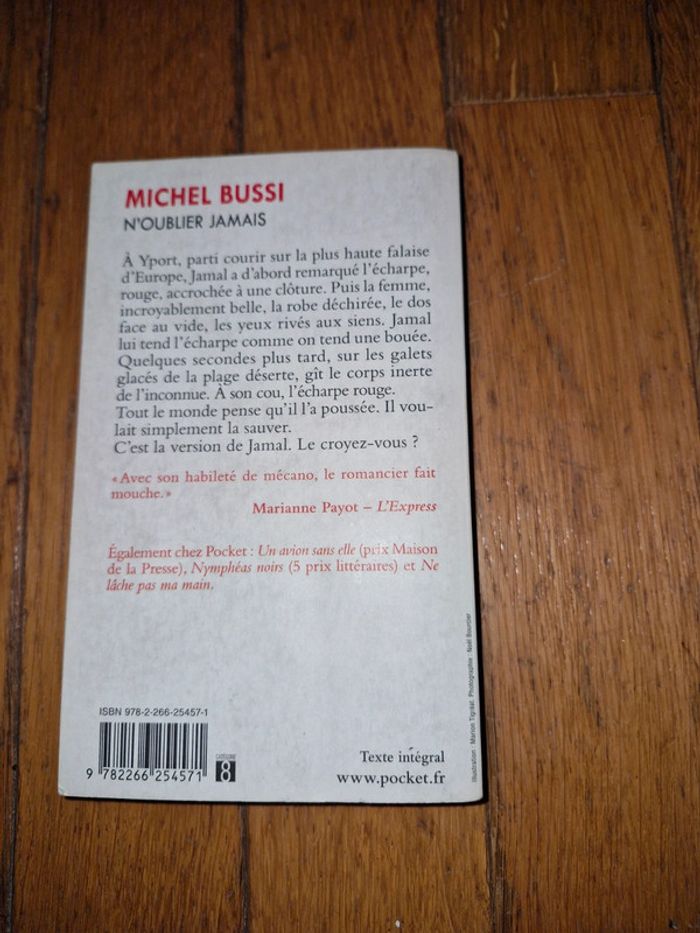 MICHEL BUSSI
N'OUBLIER JAMAIS
À Yport, parti courir sur la plus haute falaise
d'Europe, Jamal a d'abord remarqué l'écharpe,
rouge, accrochée à une clôture. Puis la femme,
incroyablement belle, la robe déchirée, le dos
face au vide, les yeux rivés aux siens. Jamal
lui tend l'écharpe comme on tend une bouée.
Quelques secondes plus tard, sur les galets
glacés de la plage déserte, gît le corps inerte
de l'inconnue. À son cou, l'écharpe rouge.
Tout le monde pense qu'il l'a poussée. Il vou-
lait simplement la sauver.
C'est la version de Jamal. Le croyez-vous ?
« Avec son habileté de mécano, le romancier fait
mouche. »
Marianne Payot – L'Express
Également chez Pocket : Un avion sans elle (prix Maison
de la Presse), Nymphéas noirs (5 prix littéraires) et Ne
lâche pas ma main.
ISBN 978-2-266-25457-1
9 782266 254571
CATÉGORIE
8
Texte intégral
www.pocket.fr
Illustration : Marion Tigréat. Photographie : Noël Bourcier